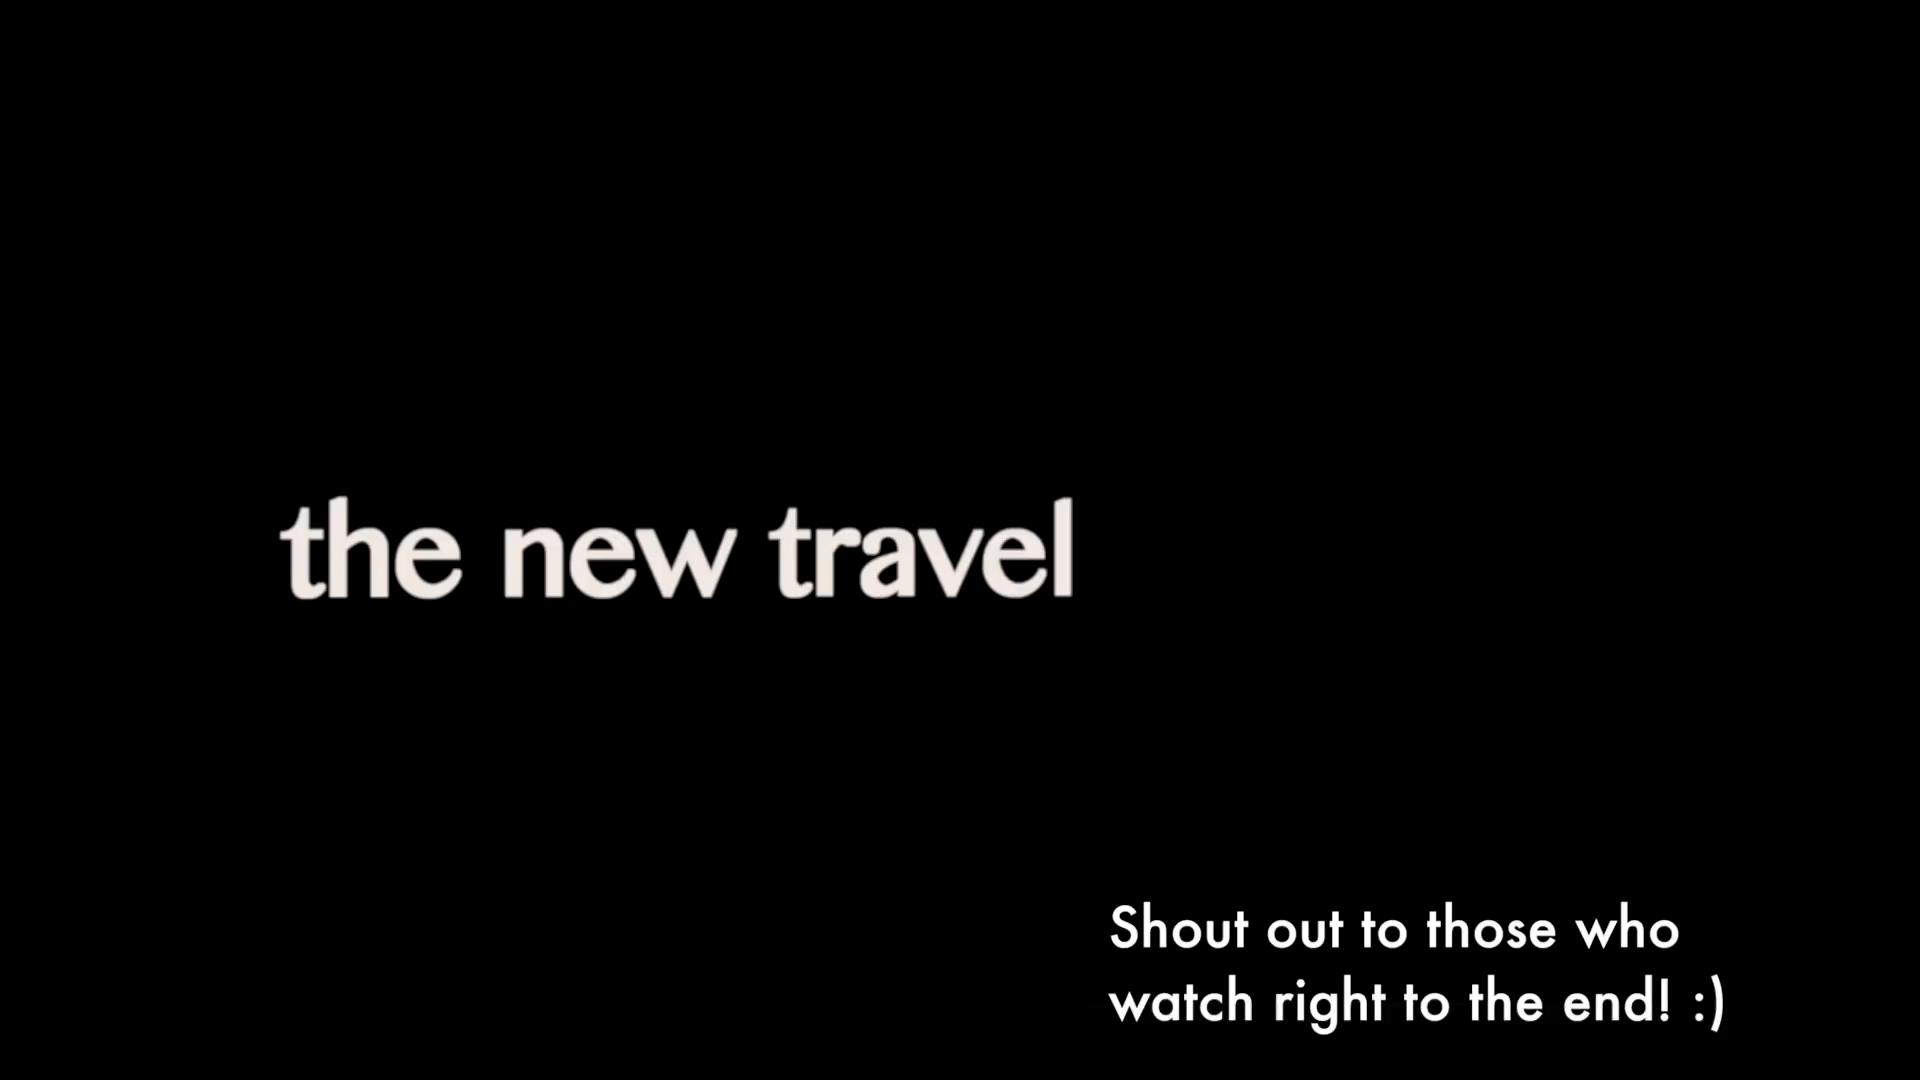 the new travel
Shout out to those who
watch right to the end! :)